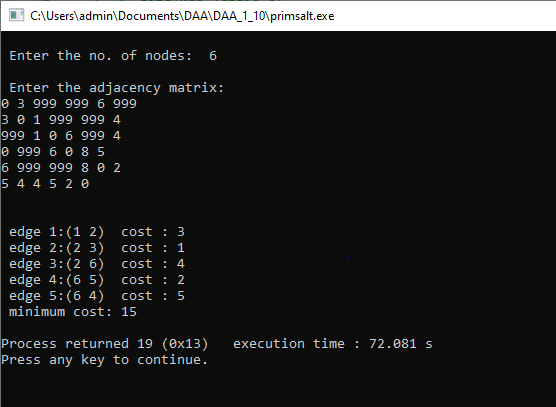 C:\Users\admin\Documents\DAA\DAA_1_10\primsalt.exe
Enter the no. of nodes:  6
Enter the adjacency matrix:
0 3 999 999 6 999
3 0 1 999 999 4
999 1 0 6 999 4
0 999 6 0 8 5
6 999 999 8 0 2
5 4 4 5 2 0
edge 1:(1 2)  cost : 3
edge 2:(2 3)  cost : 1
edge 3:(2 6)  cost : 4
edge 4:(6 5)  cost : 2
edge 5:(6 4)  cost : 5
minimum cost: 15
Process returned 19 (0x13)   execution time : 72.081 s
Press any key to continue.